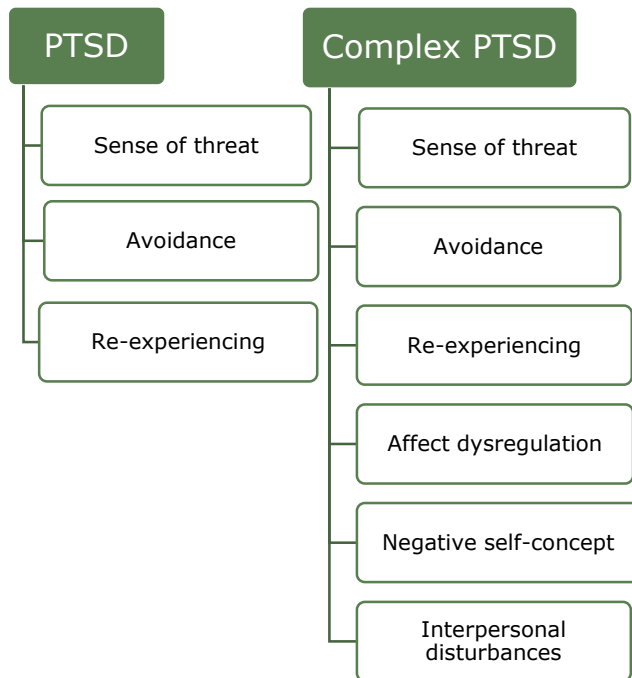 PTSD
Sense of threat
Avoidance
Re-experiencing
Complex PTSD
Sense of threat
Avoidance
Re-experiencing
Affect dysregulation
Negative self-concept
Interpersonal
disturbances